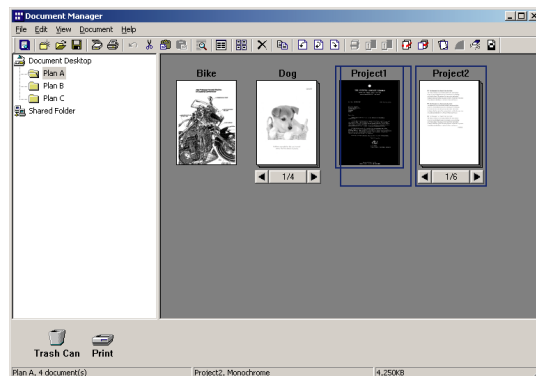 Document Manager
File Edit View Document Help
Document Desktop
Plan A
Plan B
Plan C
Shared Folder
Bike Dog Project1 Project2
1/4 1/6
Trash Can Print
Plan A, 4 document(s) Project2, Monochrome 4,250KB